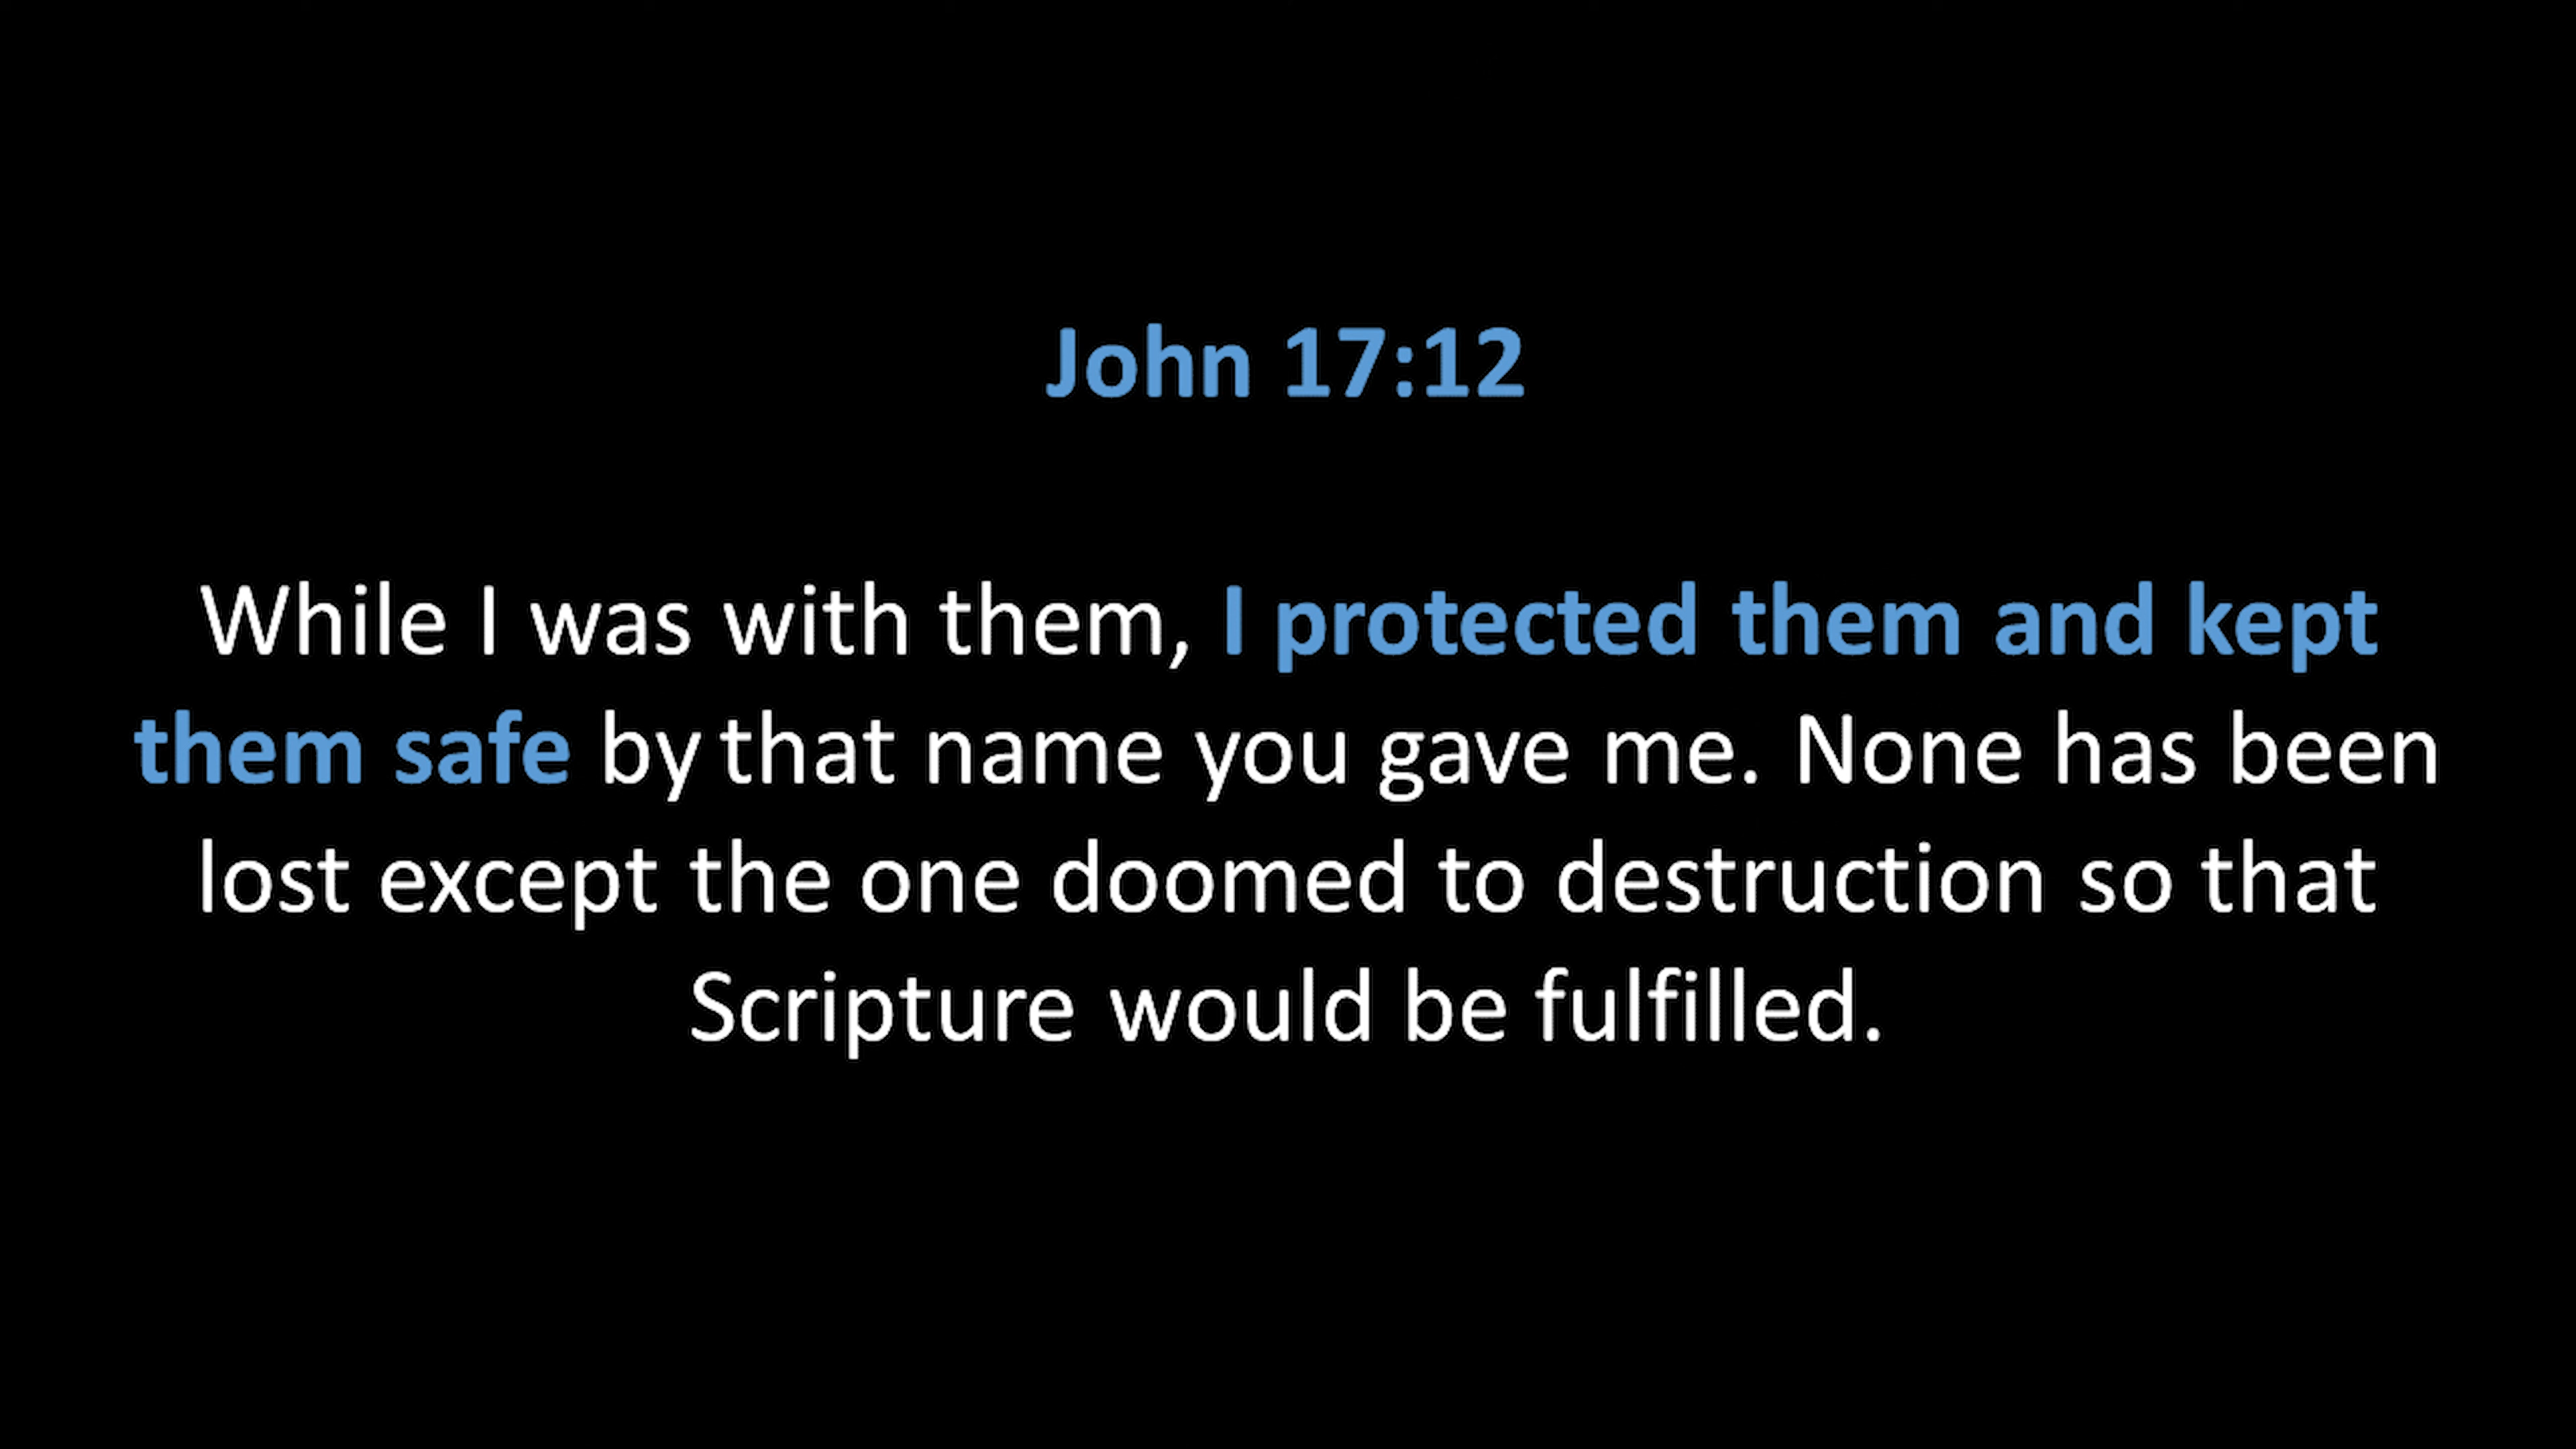 John 17:12
While I was with them, I protected them and kept
them safe by that name you gave me. None has been
lost except the one doomed to destruction so that
Scripture would be fulfilled.